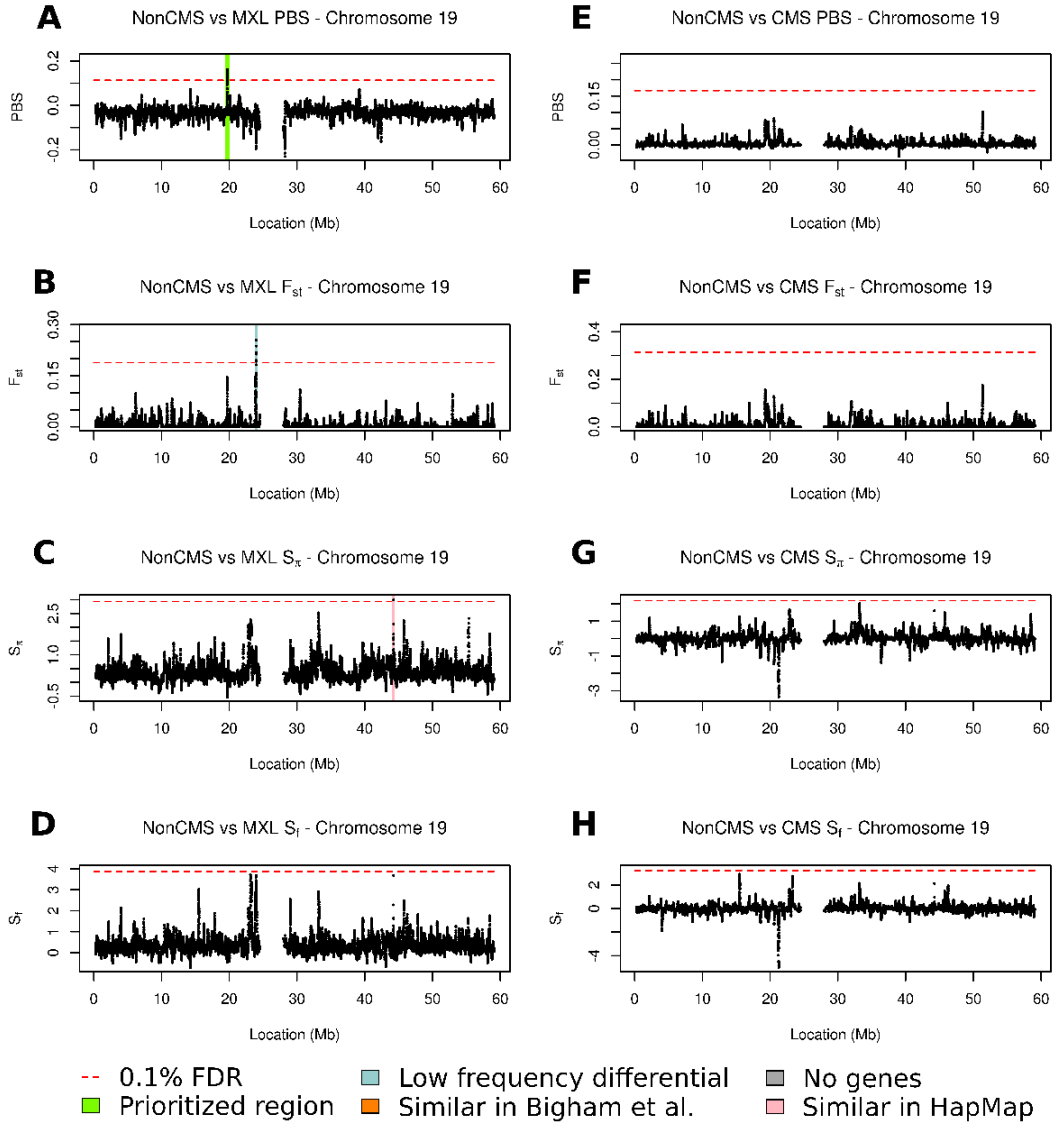 A NonCMS vs MXL PBS - Chromosome 19
PBS
0.2
0.0
-0.2
0 10 20 30 40 50 60
Location (Mb)
E NonCMS vs CMS PBS - Chromosome 19
PBS
0.15
0.00
0 10 20 30 40 50 60
Location (Mb)
B NonCMS vs MXL Fst - Chromosome 19
Fst
0.30
0.15
0.00
0 10 20 30 40 50 60
Location (Mb)
F NonCMS vs CMS Fst - Chromosome 19
Fst
0.4
0.2
0.0
0 10 20 30 40 50 60
Location (Mb)
C NonCMS vs MXL Sπ - Chromosome 19
Sπ
2.5
1.0
-0.5
0 10 20 30 40 50 60
Location (Mb)
G NonCMS vs CMS Sπ - Chromosome 19
Sπ
1
-1
-3
0 10 20 30 40 50 60
Location (Mb)
D NonCMS vs MXL Sf - Chromosome 19
Sf
4
3
2
1
0
0 10 20 30 40 50 60
Location (Mb)
H NonCMS vs CMS Sf - Chromosome 19
Sf
2
0
-4
0 10 20 30 40 50 60
Location (Mb)
0.1% FDR
Low frequency differential
No genes
Prioritized region
Similar in Bigham et al.
Similar in HapMap